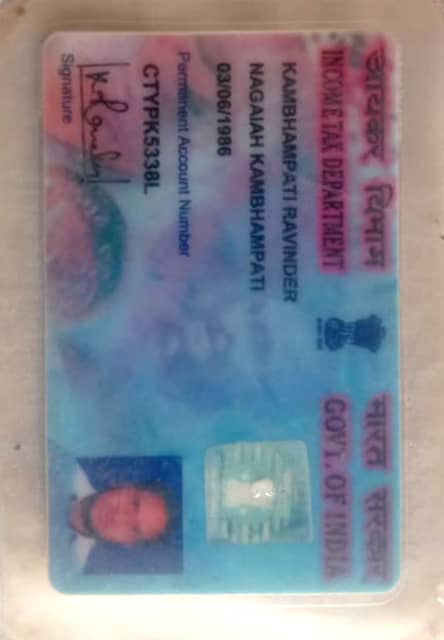 आयकर विभाग
INCOME TAX DEPARTMENT
भारत सरकार
GOVT. OF INDIA
KAMBHAMPATI RAVINDER
NAGAIAH KAMBHAMPATI
03/06/1986
Permanent Account Number
CTYPK5338L
Signature